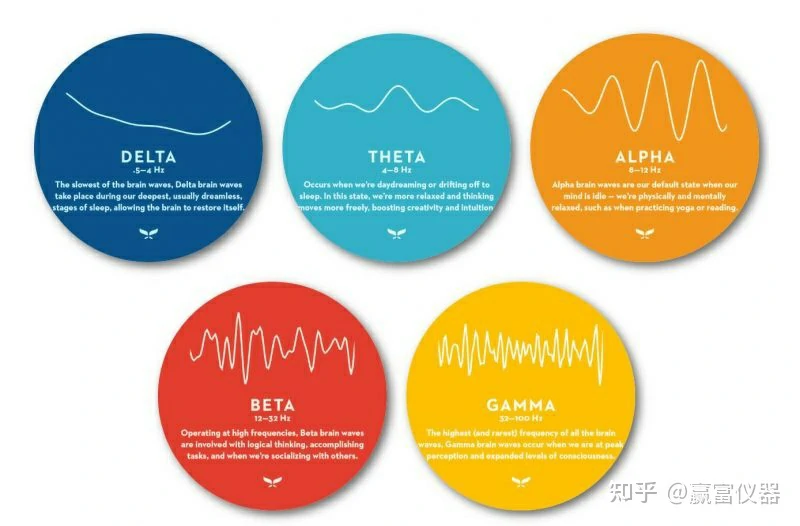 DELTA
.5–4 Hz
The slowest of the brain waves, Delta brain waves
take place during our deepest, usually dreamless,
stages of sleep, allowing the brain to restore itself.
THETA
4–8 Hz
Occurs when we're daydreaming or drifting off to
sleep. In this state, we're more relaxed and thinking
moves more freely, boosting creativity and intuition
ALPHA
8–12 Hz
Alpha brain waves are our default state when our
mind is idle – we're physically and mentally
relaxed, such as when practicing yoga or reading.
BETA
12–32 Hz
Operating at high frequencies, Beta brain waves
are involved with logical thinking, accomplishing
tasks, and when we're socializing with others.
GAMMA
32–100 Hz
The highest (and rarest) frequency of all the brain
waves, Gamma brain waves occur when we are at peak
perception and expanded levels of consciousness.
知乎 @赢富仪器